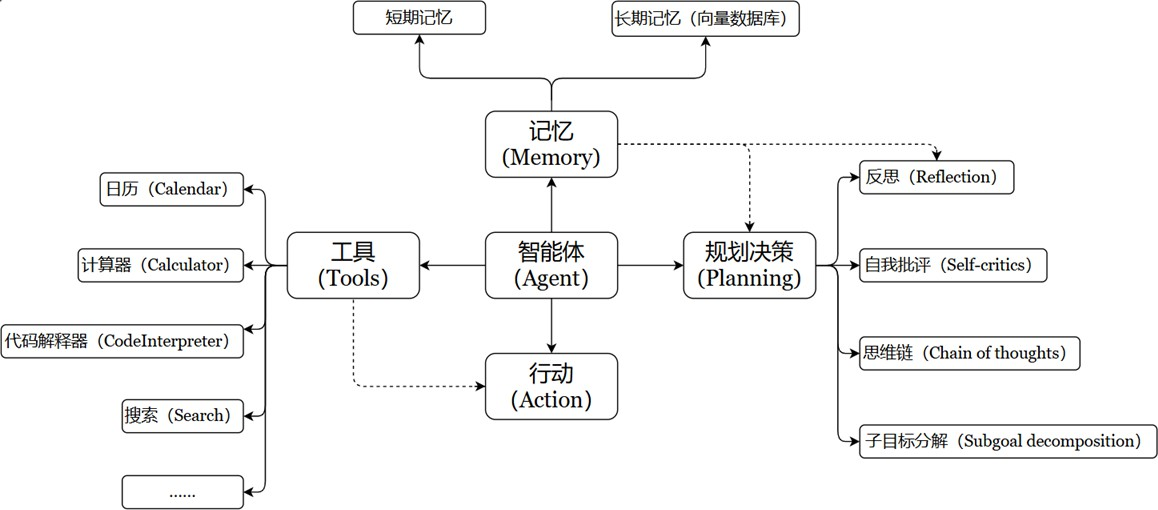 短期记忆
长期记忆（向量数据库）
记忆
(Memory)
日历（Calendar）
反思（Reflection）
工具
(Tools)
智能体
(Agent)
规划决策
(Planning)
计算器（Calculator）
自我批评（Self-critics）
代码解释器（CodeInterpreter）
行动
（Action）
思维链（Chain of thoughts）
搜索（Search）
子目标分解（Subgoal decomposition）
……